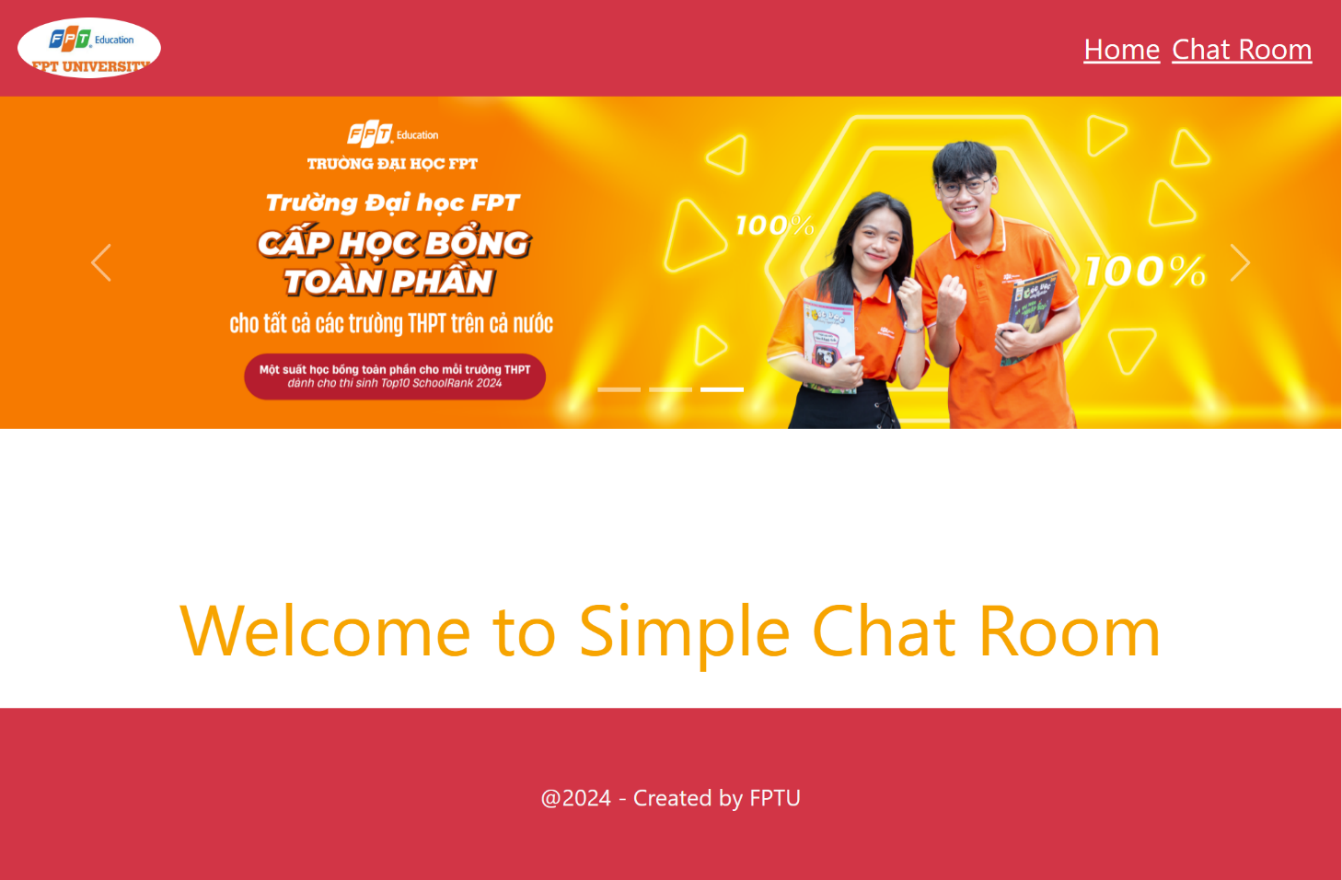 FPT Education
FPT UNIVERSITY
Home Chat Room
FPT Education
TRƯỜNG ĐẠI HỌC FPT
Trường Đại học FPT
CẤP HỌC BỔNG
TOÀN PHẦN
cho tất cả các trường THPT trên cả nước
Một suất học bổng toàn phần cho mỗi trường THPT
dành cho thí sinh Top10 SchoolRank 2024
100%
100%
Welcome to Simple Chat Room
@2024 - Created by FPTU